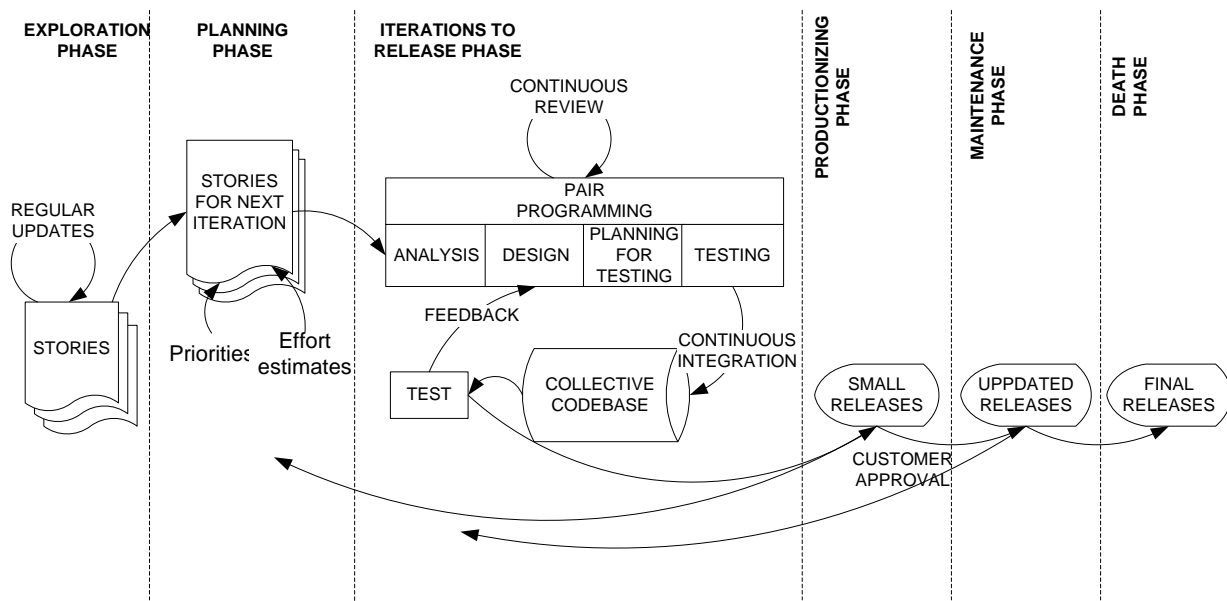 EXPLORATION
PHASE
PLANNING
PHASE
ITERATIONS TO
RELEASE PHASE
PRODUCTIONIZING
PHASE
MAINTENANCE
PHASE
DEATH
PHASE
REGULAR
UPDATES
STORIES
STORIES
FOR NEXT
ITERATION
Priorities
Effort
estimates
CONTINUOUS
REVIEW
PAIR
PROGRAMMING
ANALYSIS
DESIGN
PLANNING
FOR
TESTING
TESTING
FEEDBACK
CONTINUOUS
INTEGRATION
TEST
COLLECTIVE
CODEBASE
SMALL
RELEASES
UPPDATED
RELEASES
FINAL
RELEASES
CUSTOMER
APPROVAL